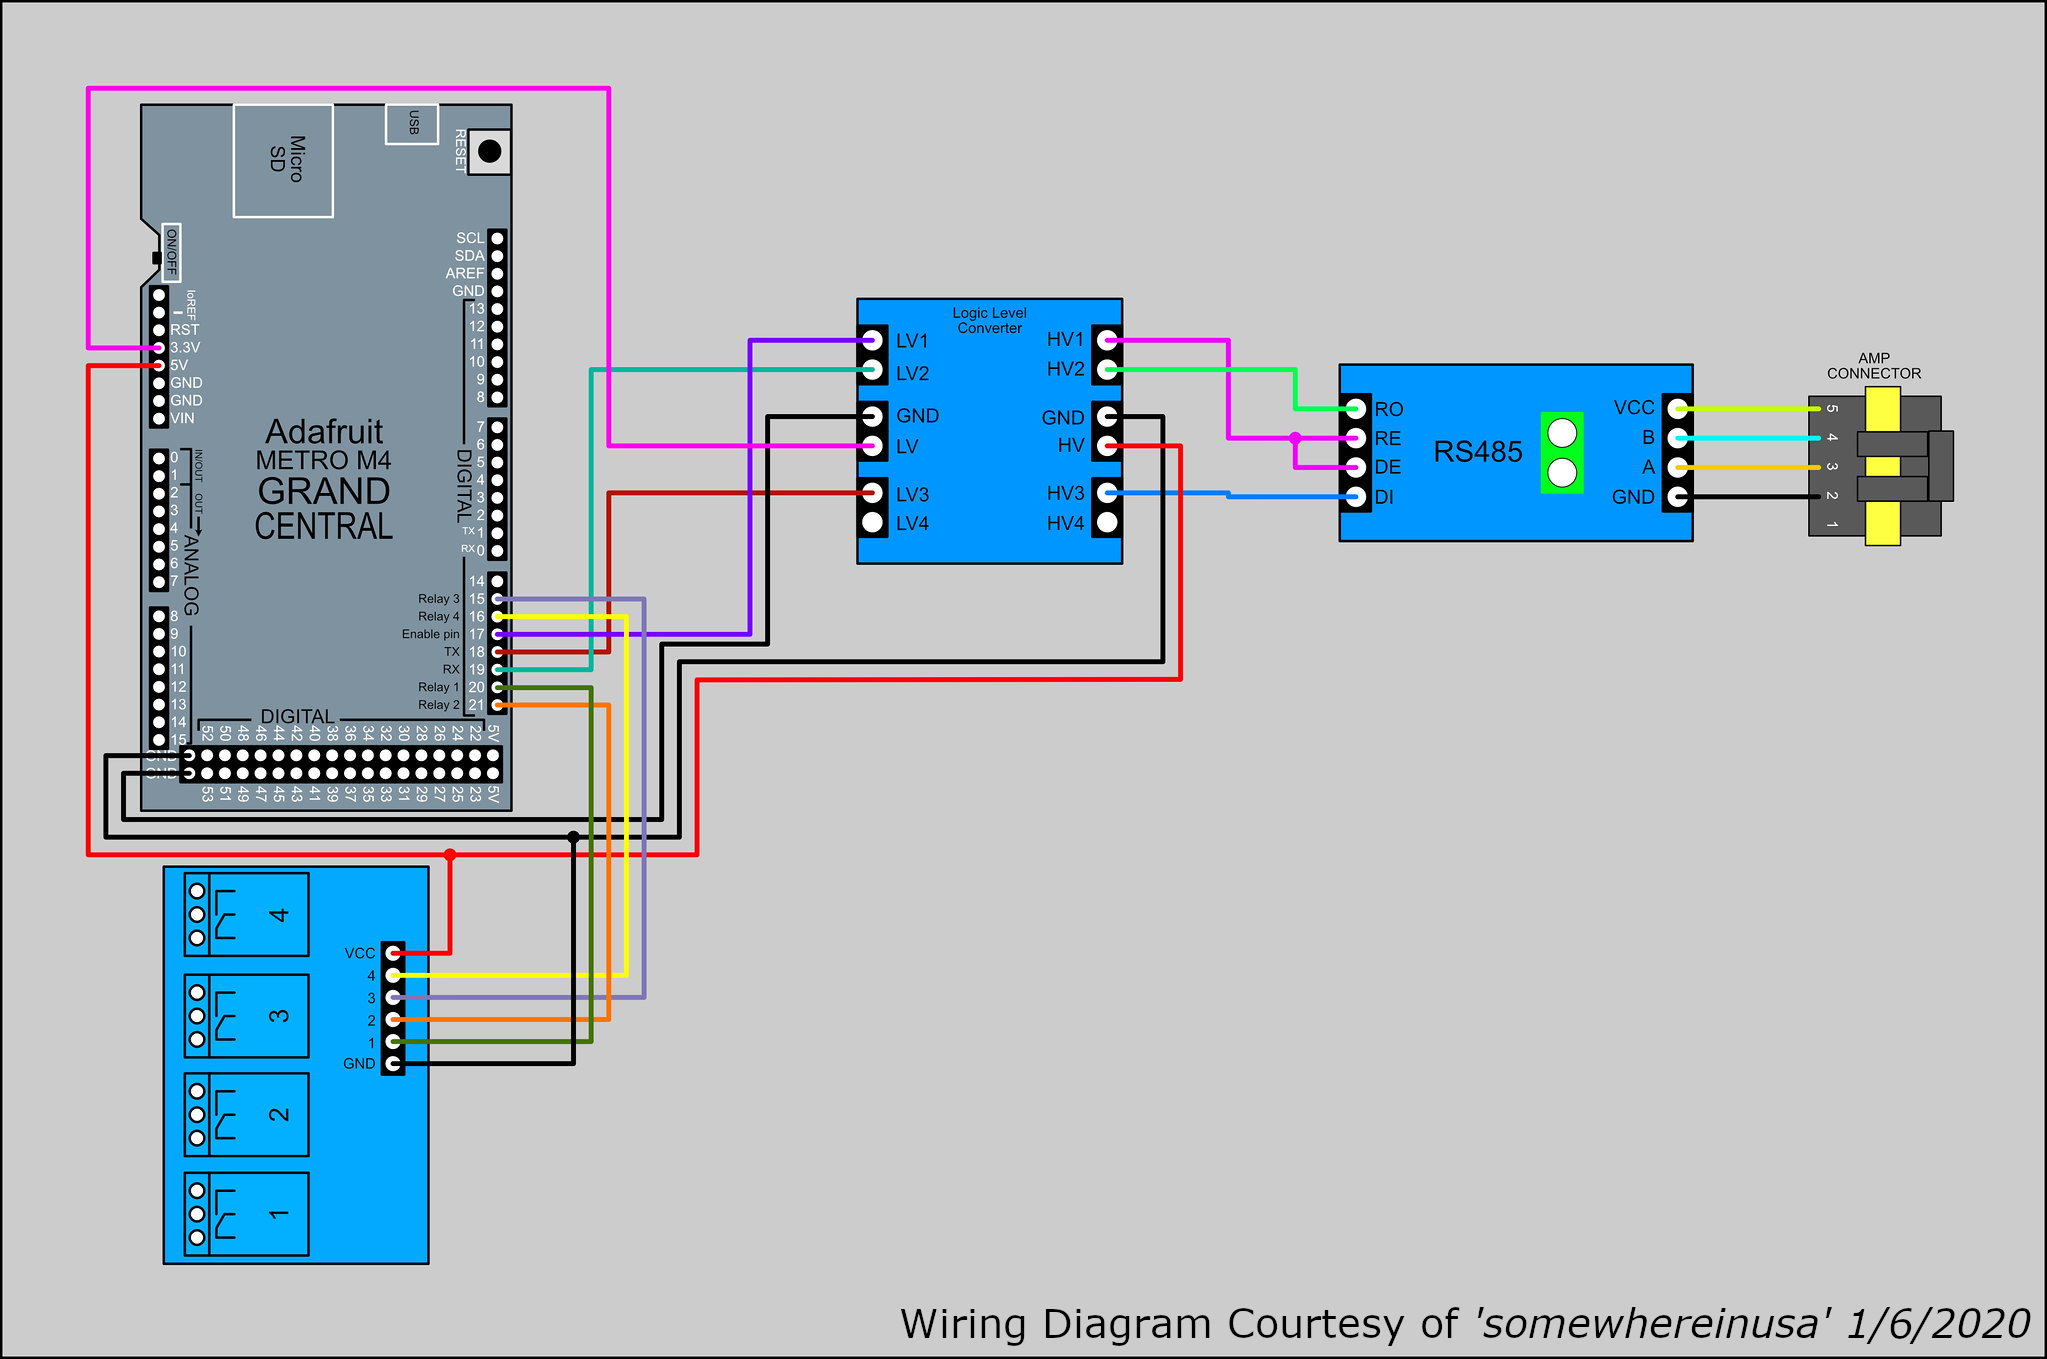 Micro
SD
USB
RESET
ON/OFF
IoREF
RST
3.3V
5V
GND
GND
VIN
SCL
SDA
AREF
GND
13
12
11
10
9
8
7
6
5
4
3
2
TX 1
RX 0
DIGITAL
Adafruit
METRO M4
GRAND
CENTRAL
0
1
2
3
4
5
6
7
IN/OUT
OUT
ANALOG
8
9
10
11
12
13
14
15
GND
GND
14
Relay 3 15
Relay 4 16
Enable pin 17
TX 18
RX 19
Relay 1 20
Relay 2 21
DIGITAL
52 50 48 46 44 42 40 38 36 34 32 30 28 26 24 22 5V
53 51 49 47 45 43 41 39 37 35 33 31 29 27 25 23 5V
Logic Level
Converter
LV1 HV1
LV2 HV2
GND GND
LV HV
LV3 HV3
LV4 HV4
RS485
RO VCC
RE B
DE A
DI GND
AMP
CONNECTOR
5
4
3
2
1
4
3
2
1
VCC
4
3
2
1
GND
Wiring Diagram Courtesy of 'somewhereinusa' 1/6/2020